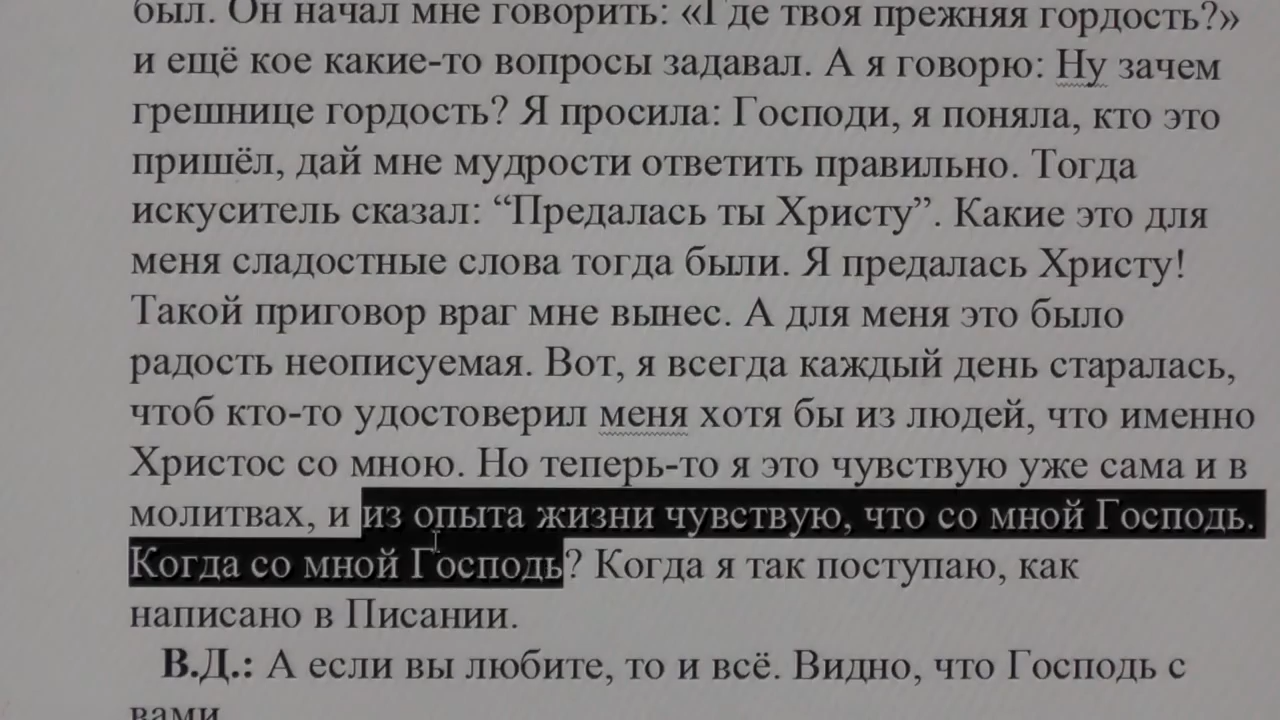 был. Он начал мне говорить: «Где твоя прежняя гордость?»
и ещё кое какие-то вопросы задавал. А я говорю: Ну зачем
грешнице гордость? Я просила: Господи, я поняла, кто это
пришёл, дай мне мудрости ответить правильно. Тогда
искуситель сказал: “Предалась ты Христу”. Какие это для
меня сладостные слова тогда были. Я предалась Христу!
Такой приговор враг мне вынес. А для меня это было
радость неописуемая. Вот, я всегда каждый день старалась,
чтоб кто-то удостоверил меня хотя бы из людей, что именно
Христос со мною. Но теперь-то я это чувствую уже сама и в
молитвах, и из опыта жизни чувствую, что со мной Господь.
Когда со мной Господь? Когда я так поступаю, как
написано в Писании.
В.Д.: А если вы любите, то и всё. Видно, что Господь с
вами